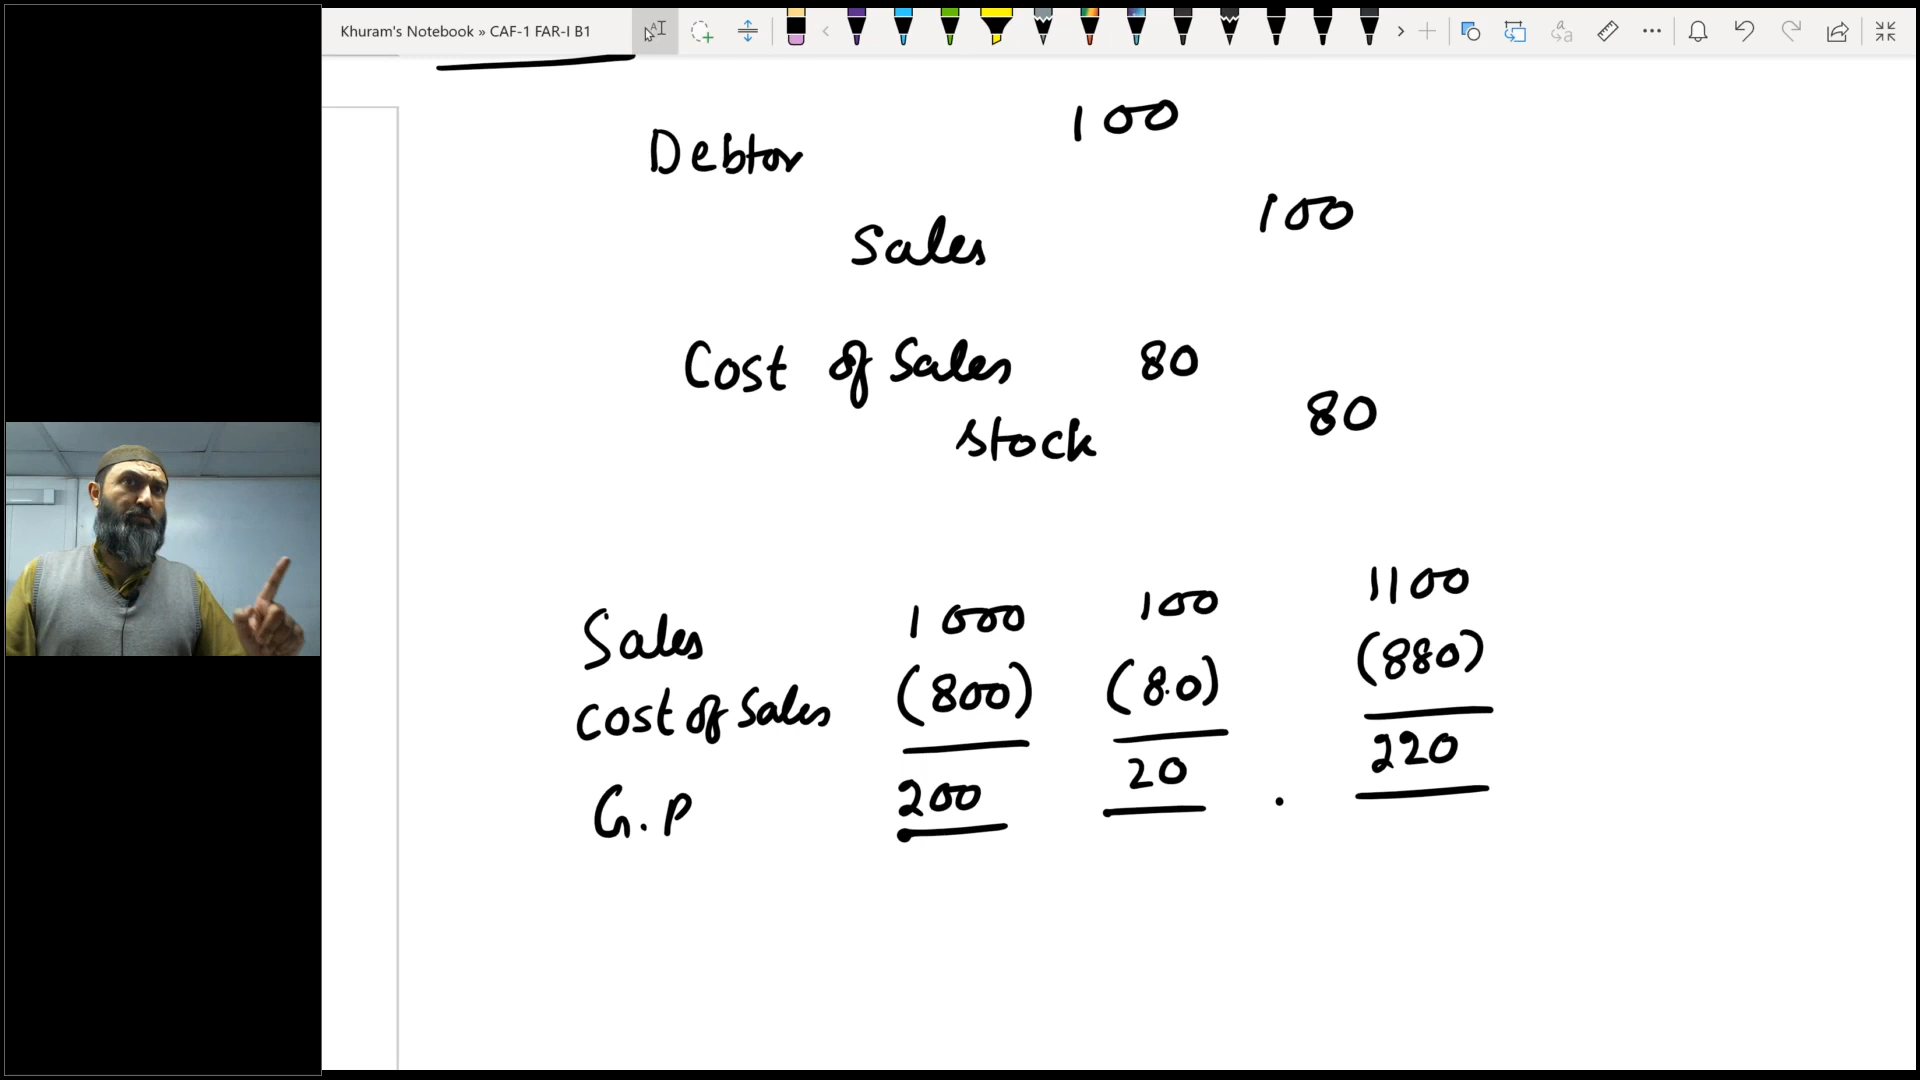 Khuram's Notebook » CAF-1 FAR-I B1
Debtor 100
Sales 100
Cost of Sales 80
Stock 80
Sales 1000 100 1100
Cost of Sales (800) (80) (880)
G.P 200 20 220